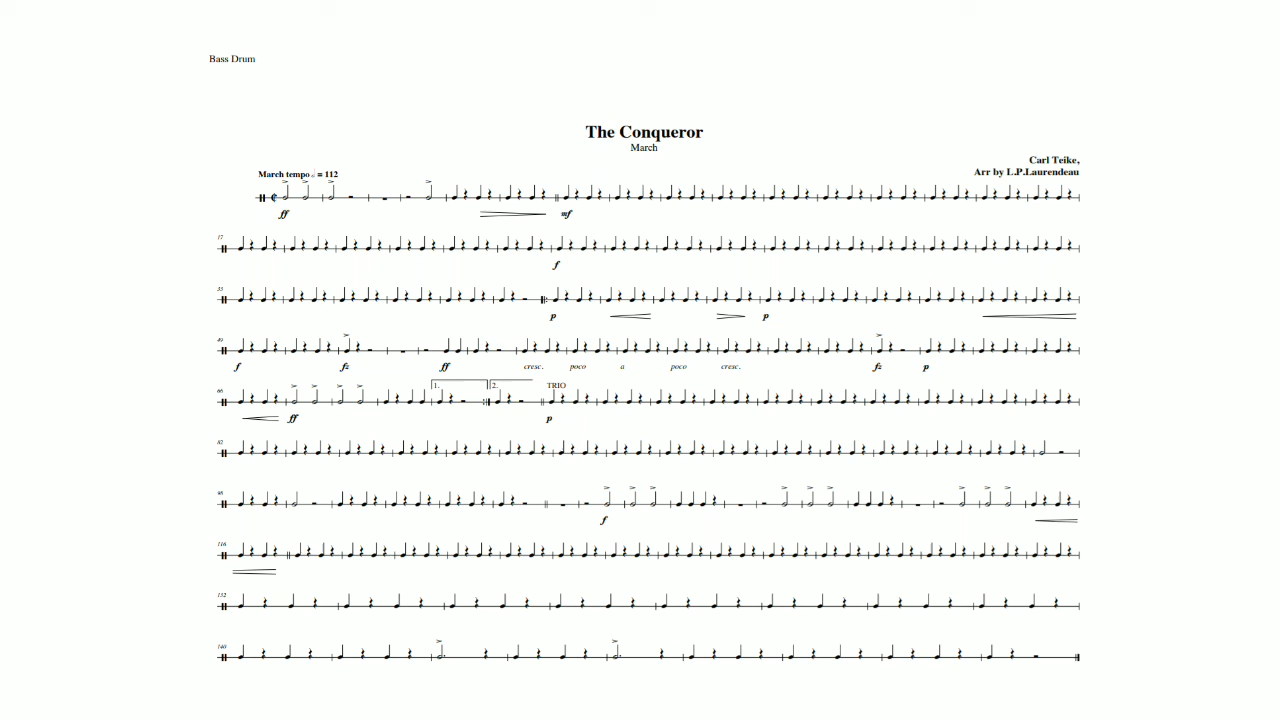 Bass Drum
The Conqueror
March
Carl Teike,
March tempo = 112
Arr by L.P.Laurendeau
ff mf
17
f
33
p p
49
f fz ff cresc. poco a poco cresc. fz p
1. 2. TRIO
66
ff p
82
98
f
116
132
140